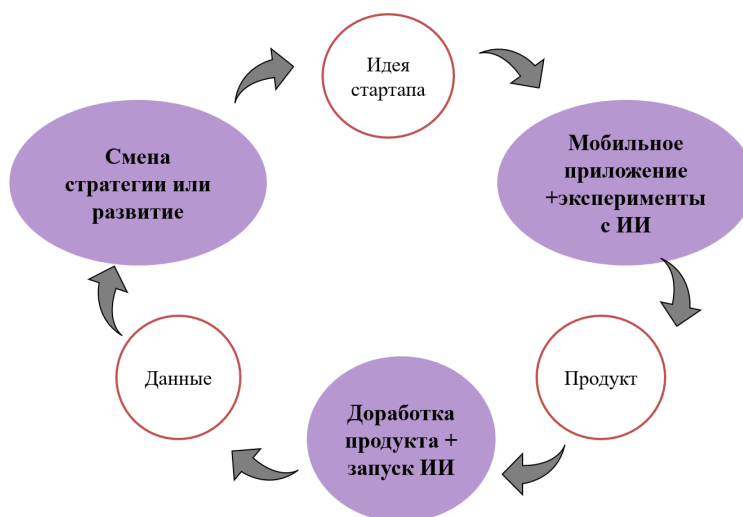 Идея
стартапа
Мобильное
приложение
+эксперименты
с ИИ
Продукт
Доработка
продукта +
запуск ИИ
Данные
Смена
стратегии или
развитие